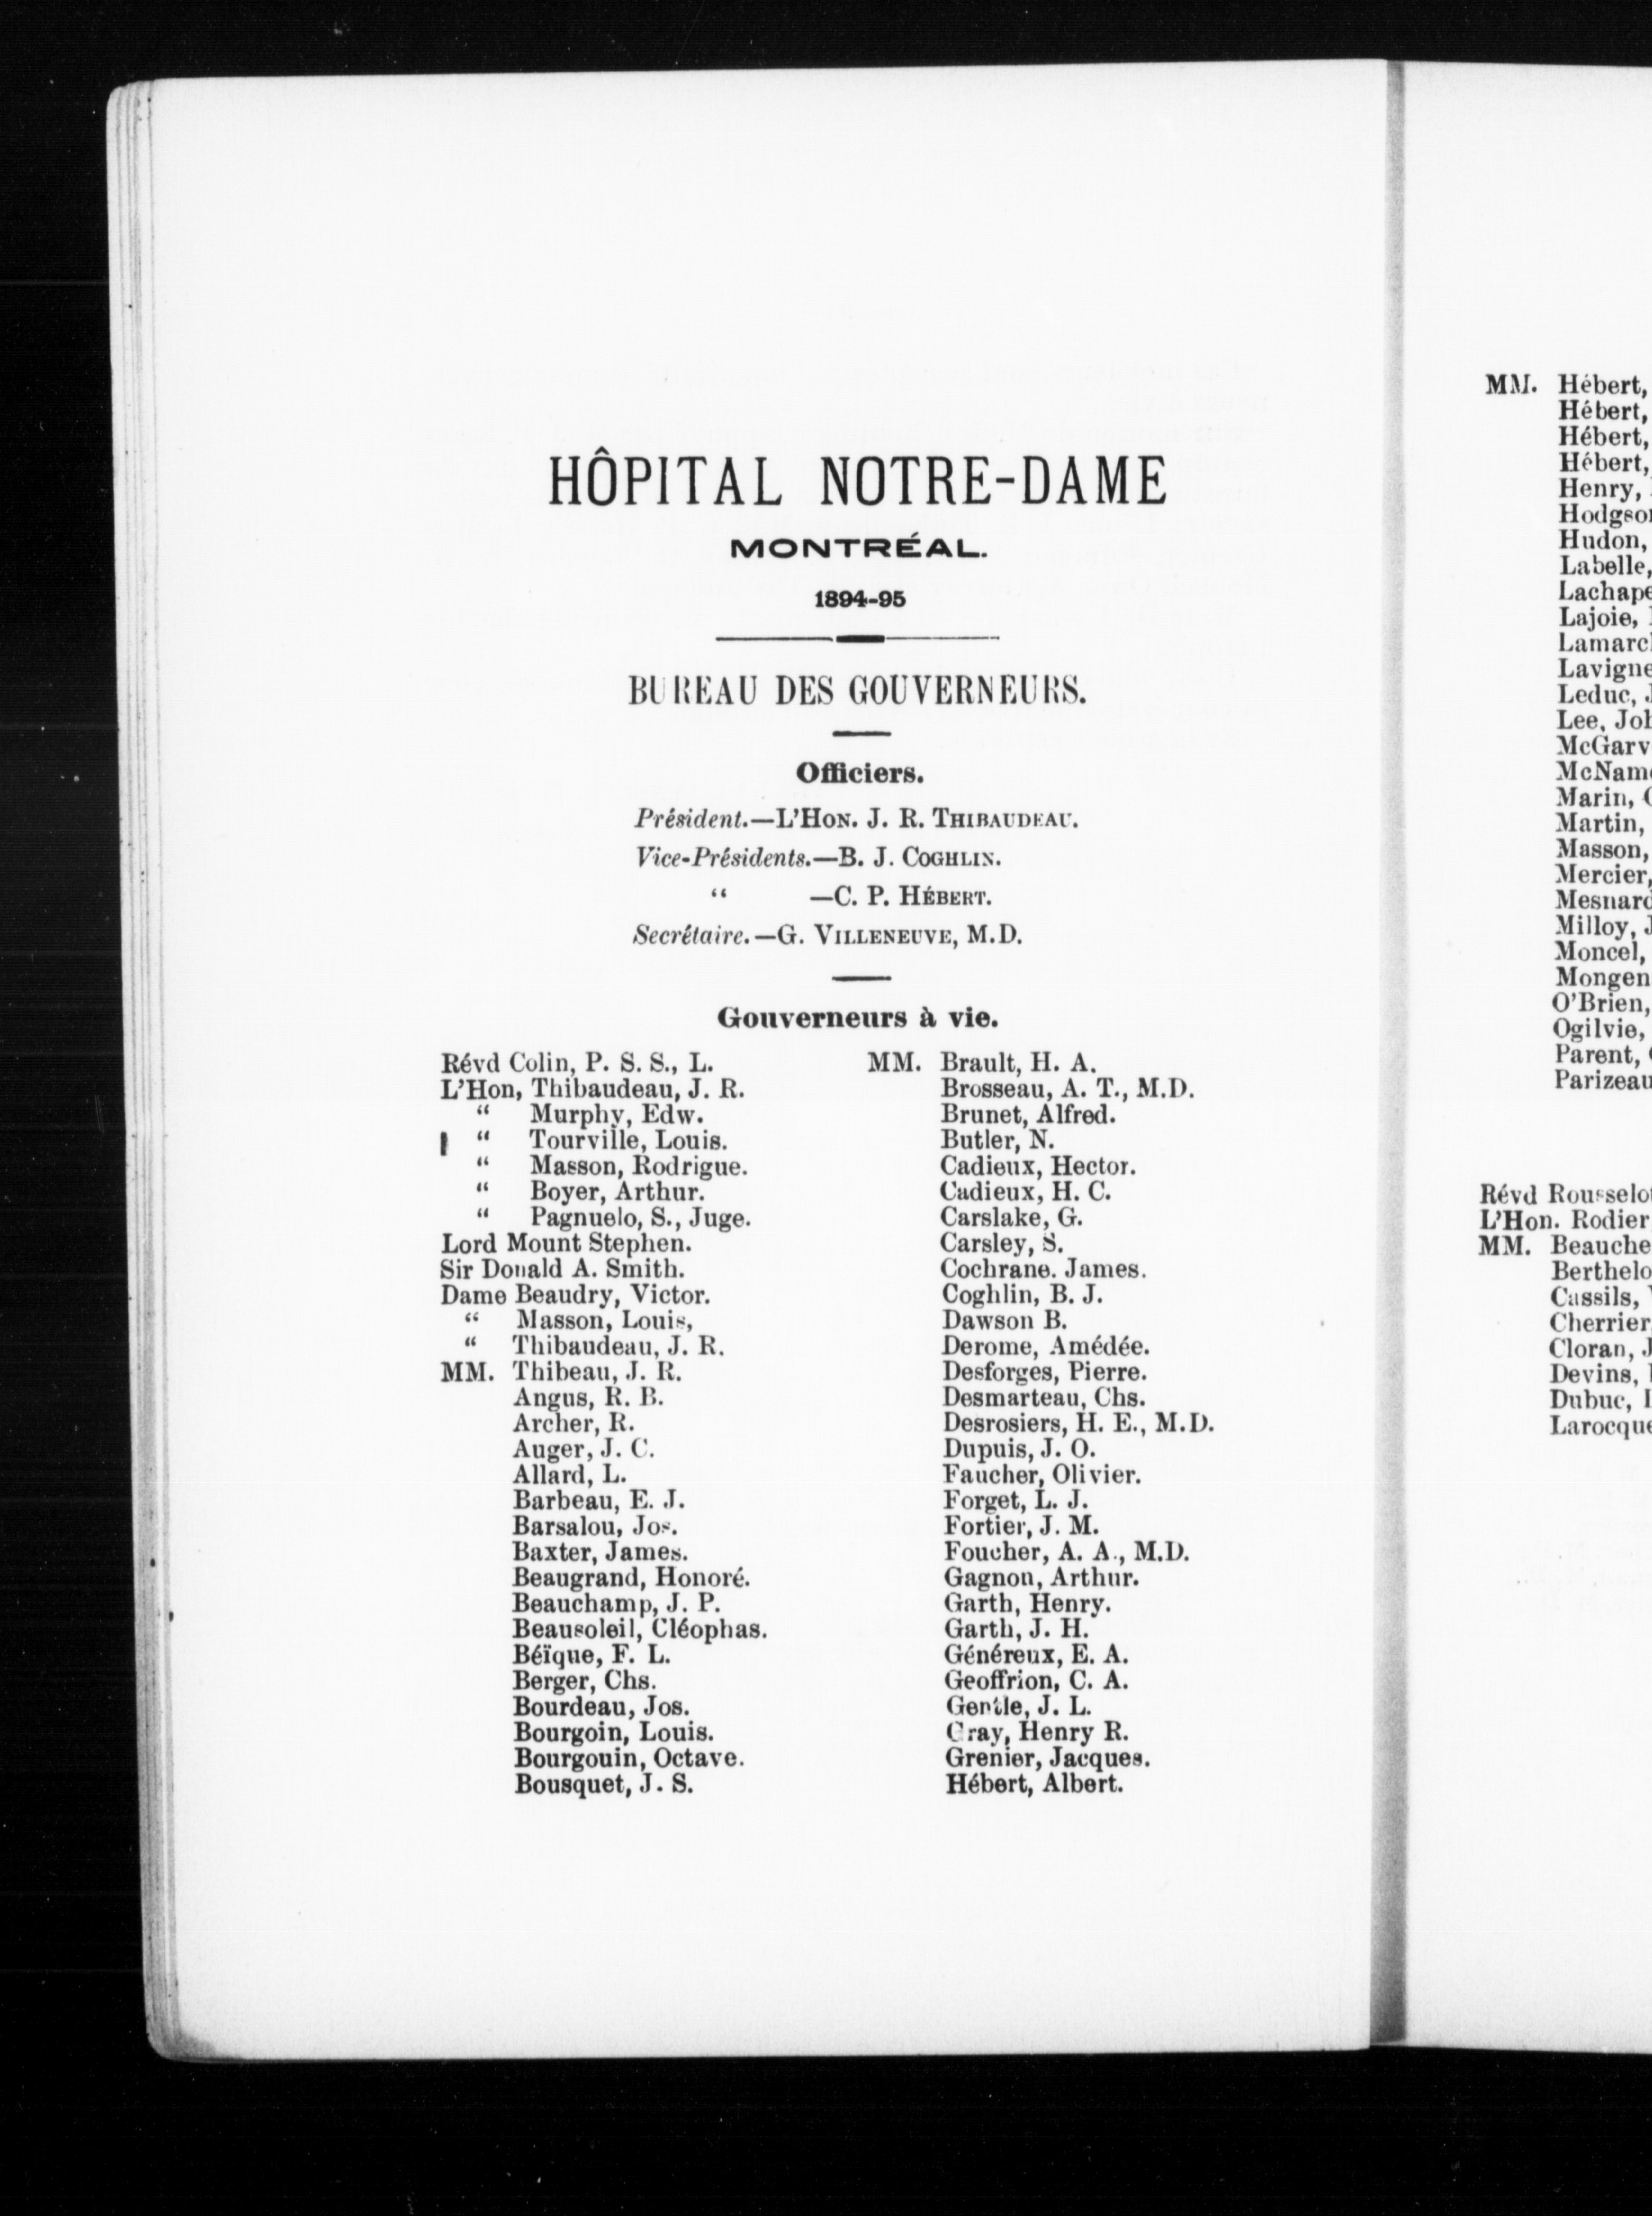 HÔPITAL NOTRE-DAME
MONTRÉAL.
1894-95
BUREAU DES GOUVERNEURS.
Officiers.
Président.—L'HON. J. R. THIBAUDEAU.
Vice-Présidents.—B. J. COGHLIN.
“ —C. P. HÉBERT.
Secrétaire.—G. VILLENEUVE, M.D.
Gouverneurs à vie.
Révd Colin, P. S. S., L.
L'Hon, Thibaudeau, J. R.
“ Murphy, Edw.
“ Tourville, Louis.
“ Masson, Rodrigue.
“ Boyer, Arthur.
“ Pagnuelo, S., Juge.
Lord Mount Stephen.
Sir Donald A. Smith.
Dame Beaudry, Victor.
“ Masson, Louis,
“ Thibaudeau, J. R.
MM. Thibeau, J. R.
Angus, R. B.
Archer, R.
Auger, J. C.
Allard, L.
Barbeau, E. J.
Barsalou, Jos.
Baxter, James.
Beaugrand, Honoré.
Beauchamp, J. P.
Beausoleil, Cléophas.
Béïque, F. L.
Berger, Chs.
Bourdeau, Jos.
Bourgoin, Louis.
Bourgouin, Octave.
Bousquet, J. S.
MM. Brault, H. A.
Brosseau, A. T., M.D.
Brunet, Alfred.
Butler, N.
Cadieux, Hector.
Cadieux, H. C.
Carslake, G.
Carsley, S.
Cochrane. James.
Coghlin, B. J.
Dawson B.
Derome, Amédée.
Desforges, Pierre.
Desmarteau, Chs.
Desrosiers, H. E., M.D.
Dupuis, J. O.
Faucher, Olivier.
Forget, L. J.
Fortier, J. M.
Foucher, A. A., M.D.
Gagnon, Arthur.
Garth, Henry.
Garth, J. H.
Généreux, E. A.
Geoffrion, C. A.
Gentle, J. L.
Gray, Henry R.
Grenier, Jacques.
Hébert, Albert.
MM. Hébert,
Hébert,
Hébert,
Hébert,
Henry,
Hudon,
Labelle,
Lajoie,
Leduc,
Lee,
Marin,
Martin,
Masson,
Mercier,
Milloy,
Moncel,
O'Brien,
Ogilvie,
Parent,
Révd
L'Hon. Rodier
MM.
Cassils,
Cherrier
Cloran,
Devins,
Dubuc,